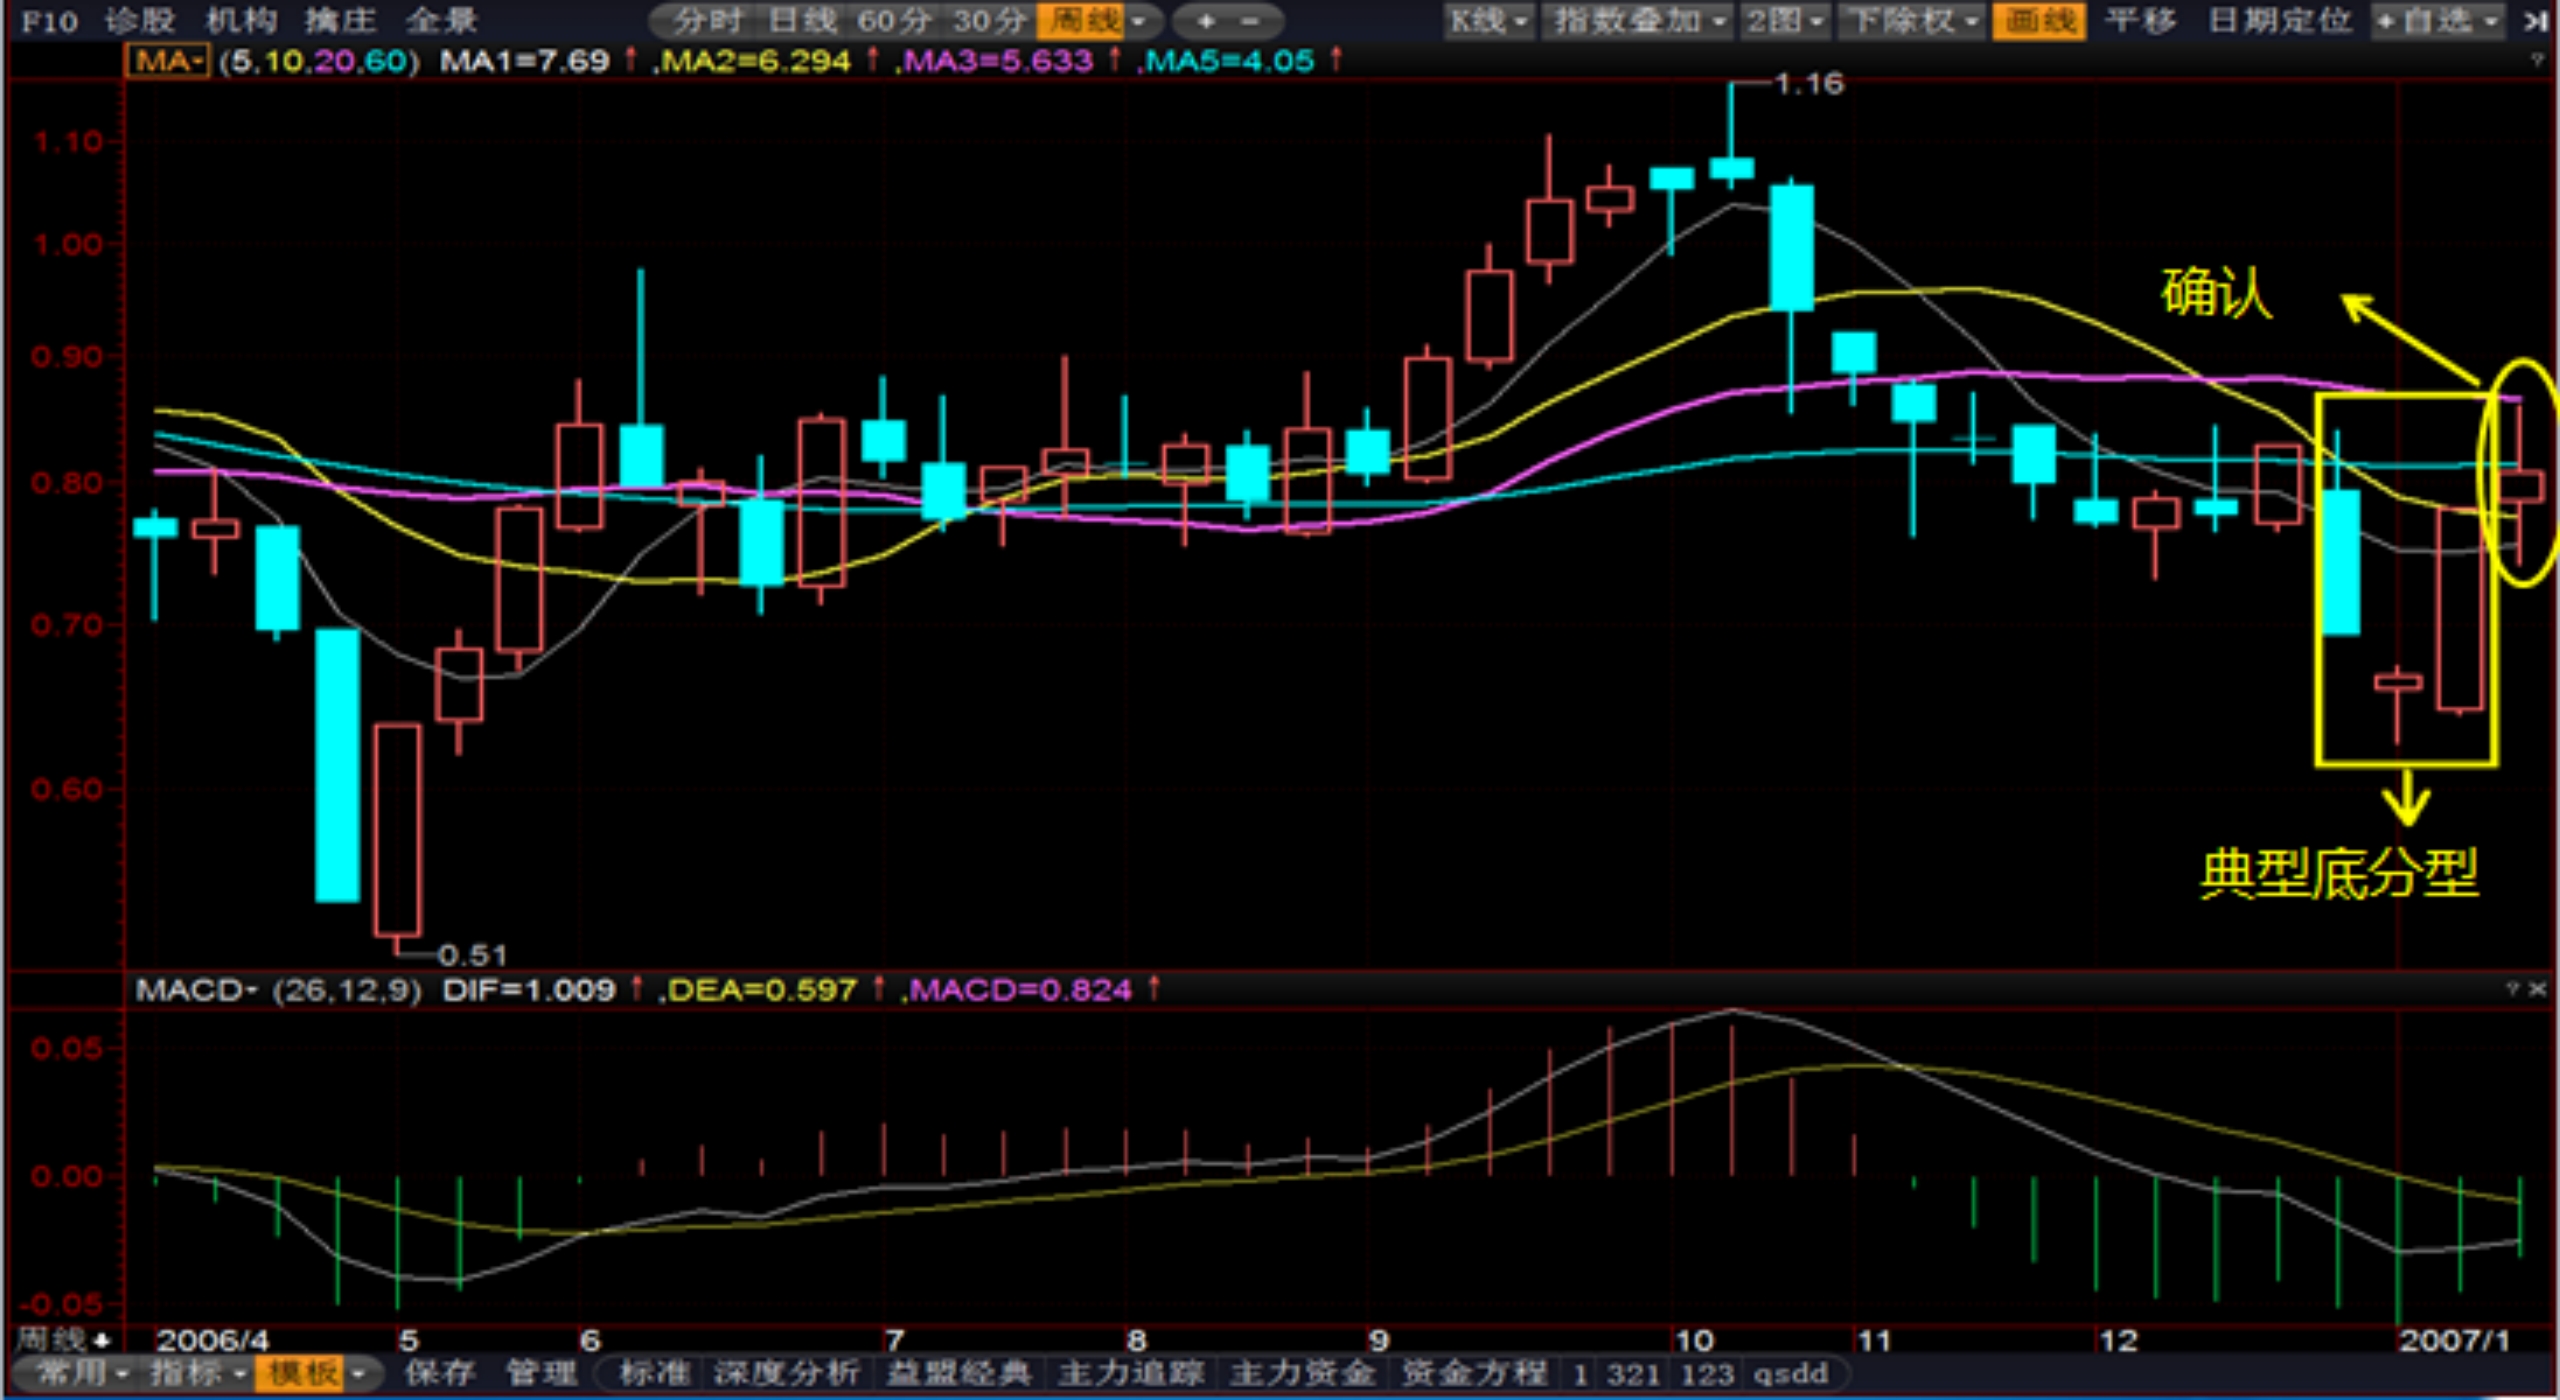 F10 诊股 机构 擒庄 全景 分时 日线 60分 30分 周线 + - K线 指数叠加 2图 下除权 画线 平移 日期定位 +自选
MA (5,10,20,60) MA1=7.69↑ ,MA2=6.294↑ ,MA3=5.633↑ ,MA5=4.05↑ ?
1.16
1.10
1.00
确认
0.90
0.80
0.70
0.60
典型底分型
0.51
MACD (26,12,9) DIF=1.009↑ ,DEA=0.597↑ ,MACD=0.824↑ ? ×
0.05
0.00
-0.05
周线 2006/4 5 6 7 8 9 10 11 12 2007/1
常用 指标 模板 保存 管理 标准 深度分析 益盟经典 主力追踪 主力资金 资金方程 1 321 123 qsdd